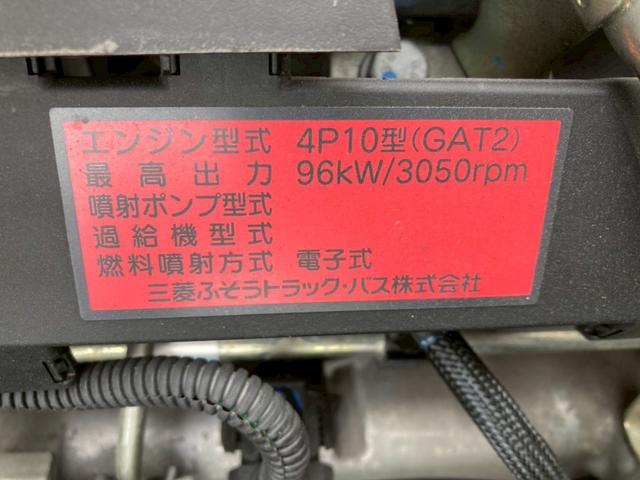 エンジン型式 4P10型(GAT2)
最高出力 96kW/3050rpm
噴射ポンプ型式
過給機型式
燃料噴射方式 電子式
三菱ふそうトラック・バス株式会社